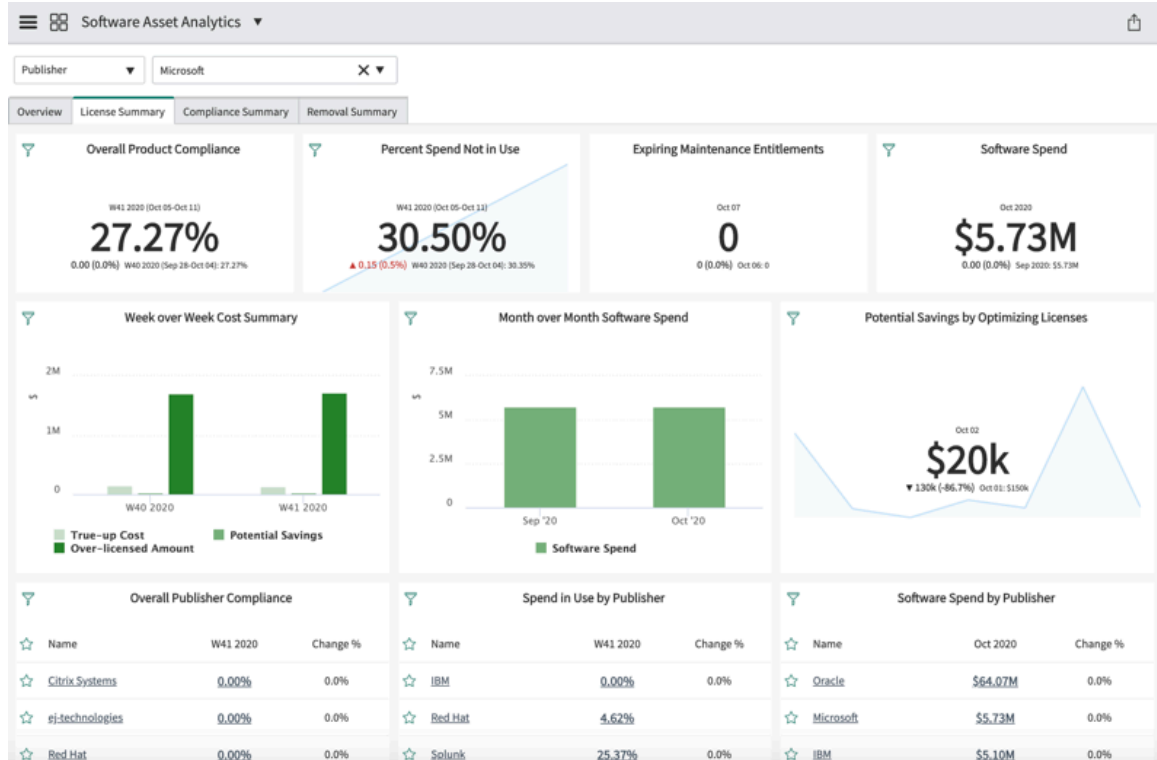 Software Asset Analytics ▼
Publisher ▼ Microsoft X ▼
Overview License Summary Compliance Summary Removal Summary
Overall Product Compliance
W41 2020 (Oct 05-Oct 11)
27.27%
0.00 (0.0%) W40 2020 (Sep 28-Oct 04): 27.27%
Percent Spend Not in Use
W41 2020 (Oct 05-Oct 11)
30.50%
▲ 0.15 (0.5%) W40 2020 (Sep 28-Oct 04): 30.35%
Expiring Maintenance Entitlements
Oct 07
0
0 (0.0%) Oct 06: 0
Software Spend
Oct 2020
$5.73M
0.00 (0.0%) Sep 2020: $5.73M
Week over Week Cost Summary
2M
$
1M
0
W40 2020 W41 2020
True-up Cost Potential Savings
Over-licensed Amount
Month over Month Software Spend
7.5M
$
5M
2.5M
0
Sep '20 Oct '20
Software Spend
Potential Savings by Optimizing Licenses
Oct 02
$20k
▼ 130k (-86.7%) Oct 01: $150k
Overall Publisher Compliance
Name W41 2020 Change %
Citrix Systems 0.00% 0.0%
ej-technologies 0.00% 0.0%
Red Hat 0.00% 0.0%
Spend in Use by Publisher
Name W41 2020 Change %
IBM 0.00% 0.0%
Red Hat 4.62%
Splunk 25.37% 0.0%
Software Spend by Publisher
Name Oct 2020 Change %
Oracle $64.07M 0.0%
Microsoft $5.73M 0.0%
IBM $5.10M 0.0%